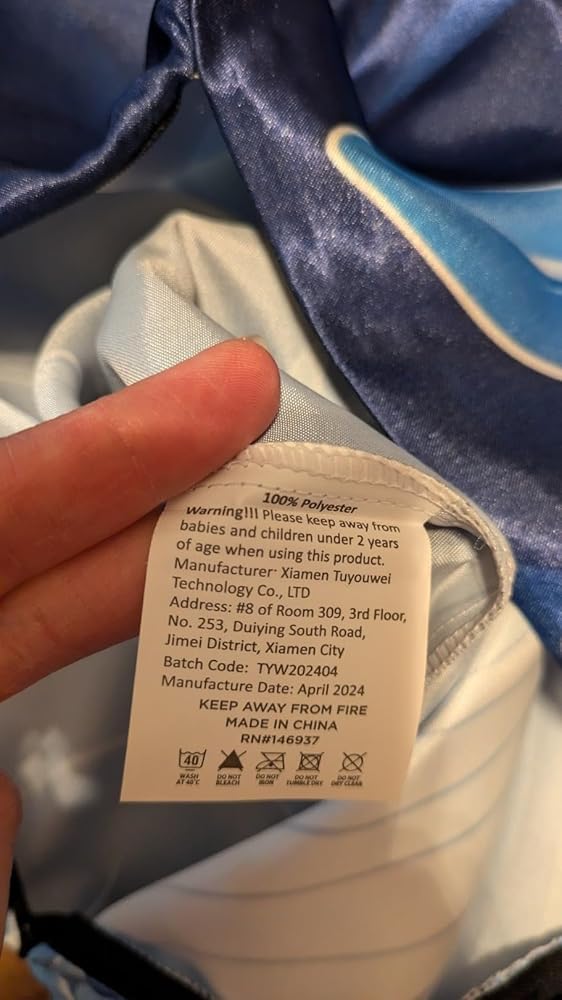 100% Polyester
Warning!!! Please keep away from
babies and children under 2 years
of age when using this product.
Manufacturer: Xiamen Tuyouwei
Technology Co., LTD
Address: #8 of Room 309, 3rd Floor,
No. 253, Duiying South Road,
Jimei District, Xiamen City
Batch Code: TYW202404
Manufacture Date: April 2024
KEEP AWAY FROM FIRE
MADE IN CHINA
RN#146937
40
WASH AT 40°C
DO NOT BLEACH
DO NOT IRON
DO NOT TUMBLE DRY
DO NOT DRY CLEAN